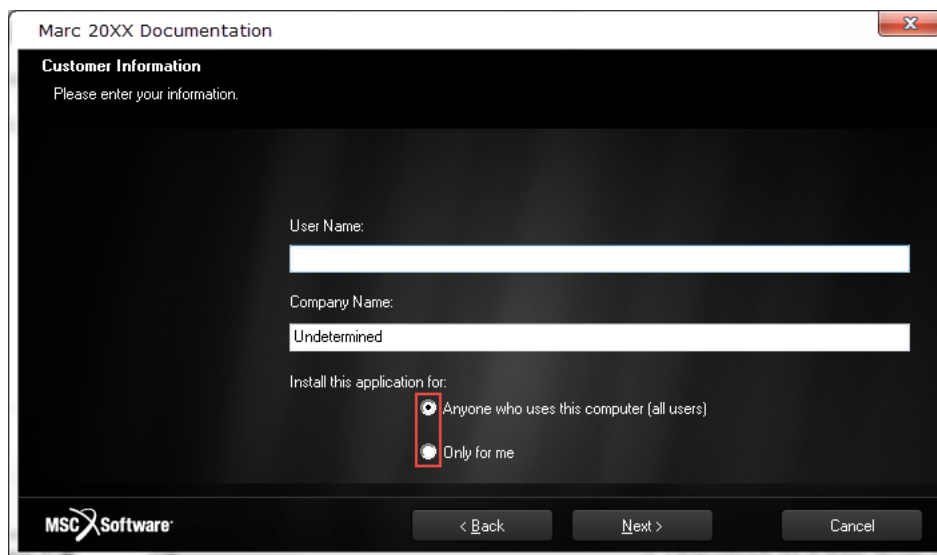 Marc 20XX Documentation
Customer Information
Please enter your information.
User Name:
Company Name:
Undetermined
Install this application for:
Anyone who uses this computer (all users)
Only for me
MSC Software
< Back
Next >
Cancel